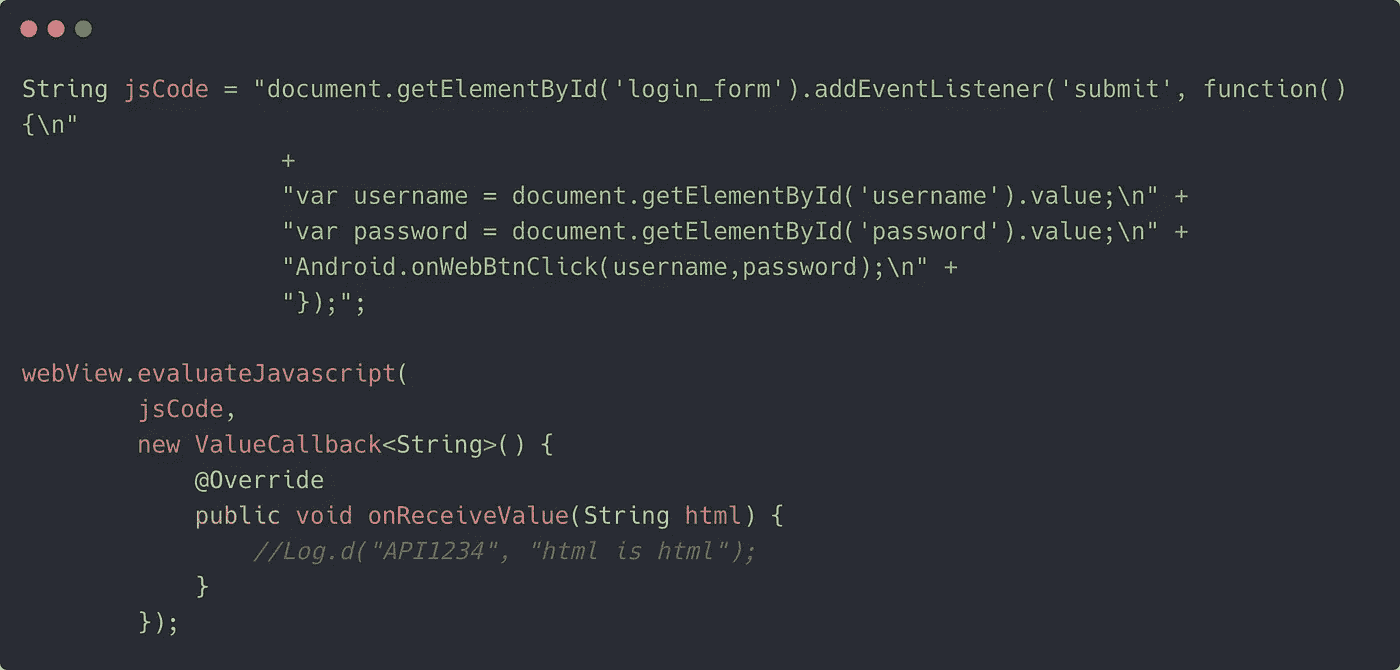 String jsCode = "document.getElementById('login_form').addEventListener('submit', function()
{\n"
+
"var username = document.getElementById('username').value;\n" +
"var password = document.getElementById('password').value;\n" +
"Android.onWebBtnClick(username,password);\n" +
"});";
webView.evaluateJavascript(
jsCode,
new ValueCallback<String>() {
@Override
public void onReceiveValue(String html) {
//Log.d("API1234", "html is html");
}
});